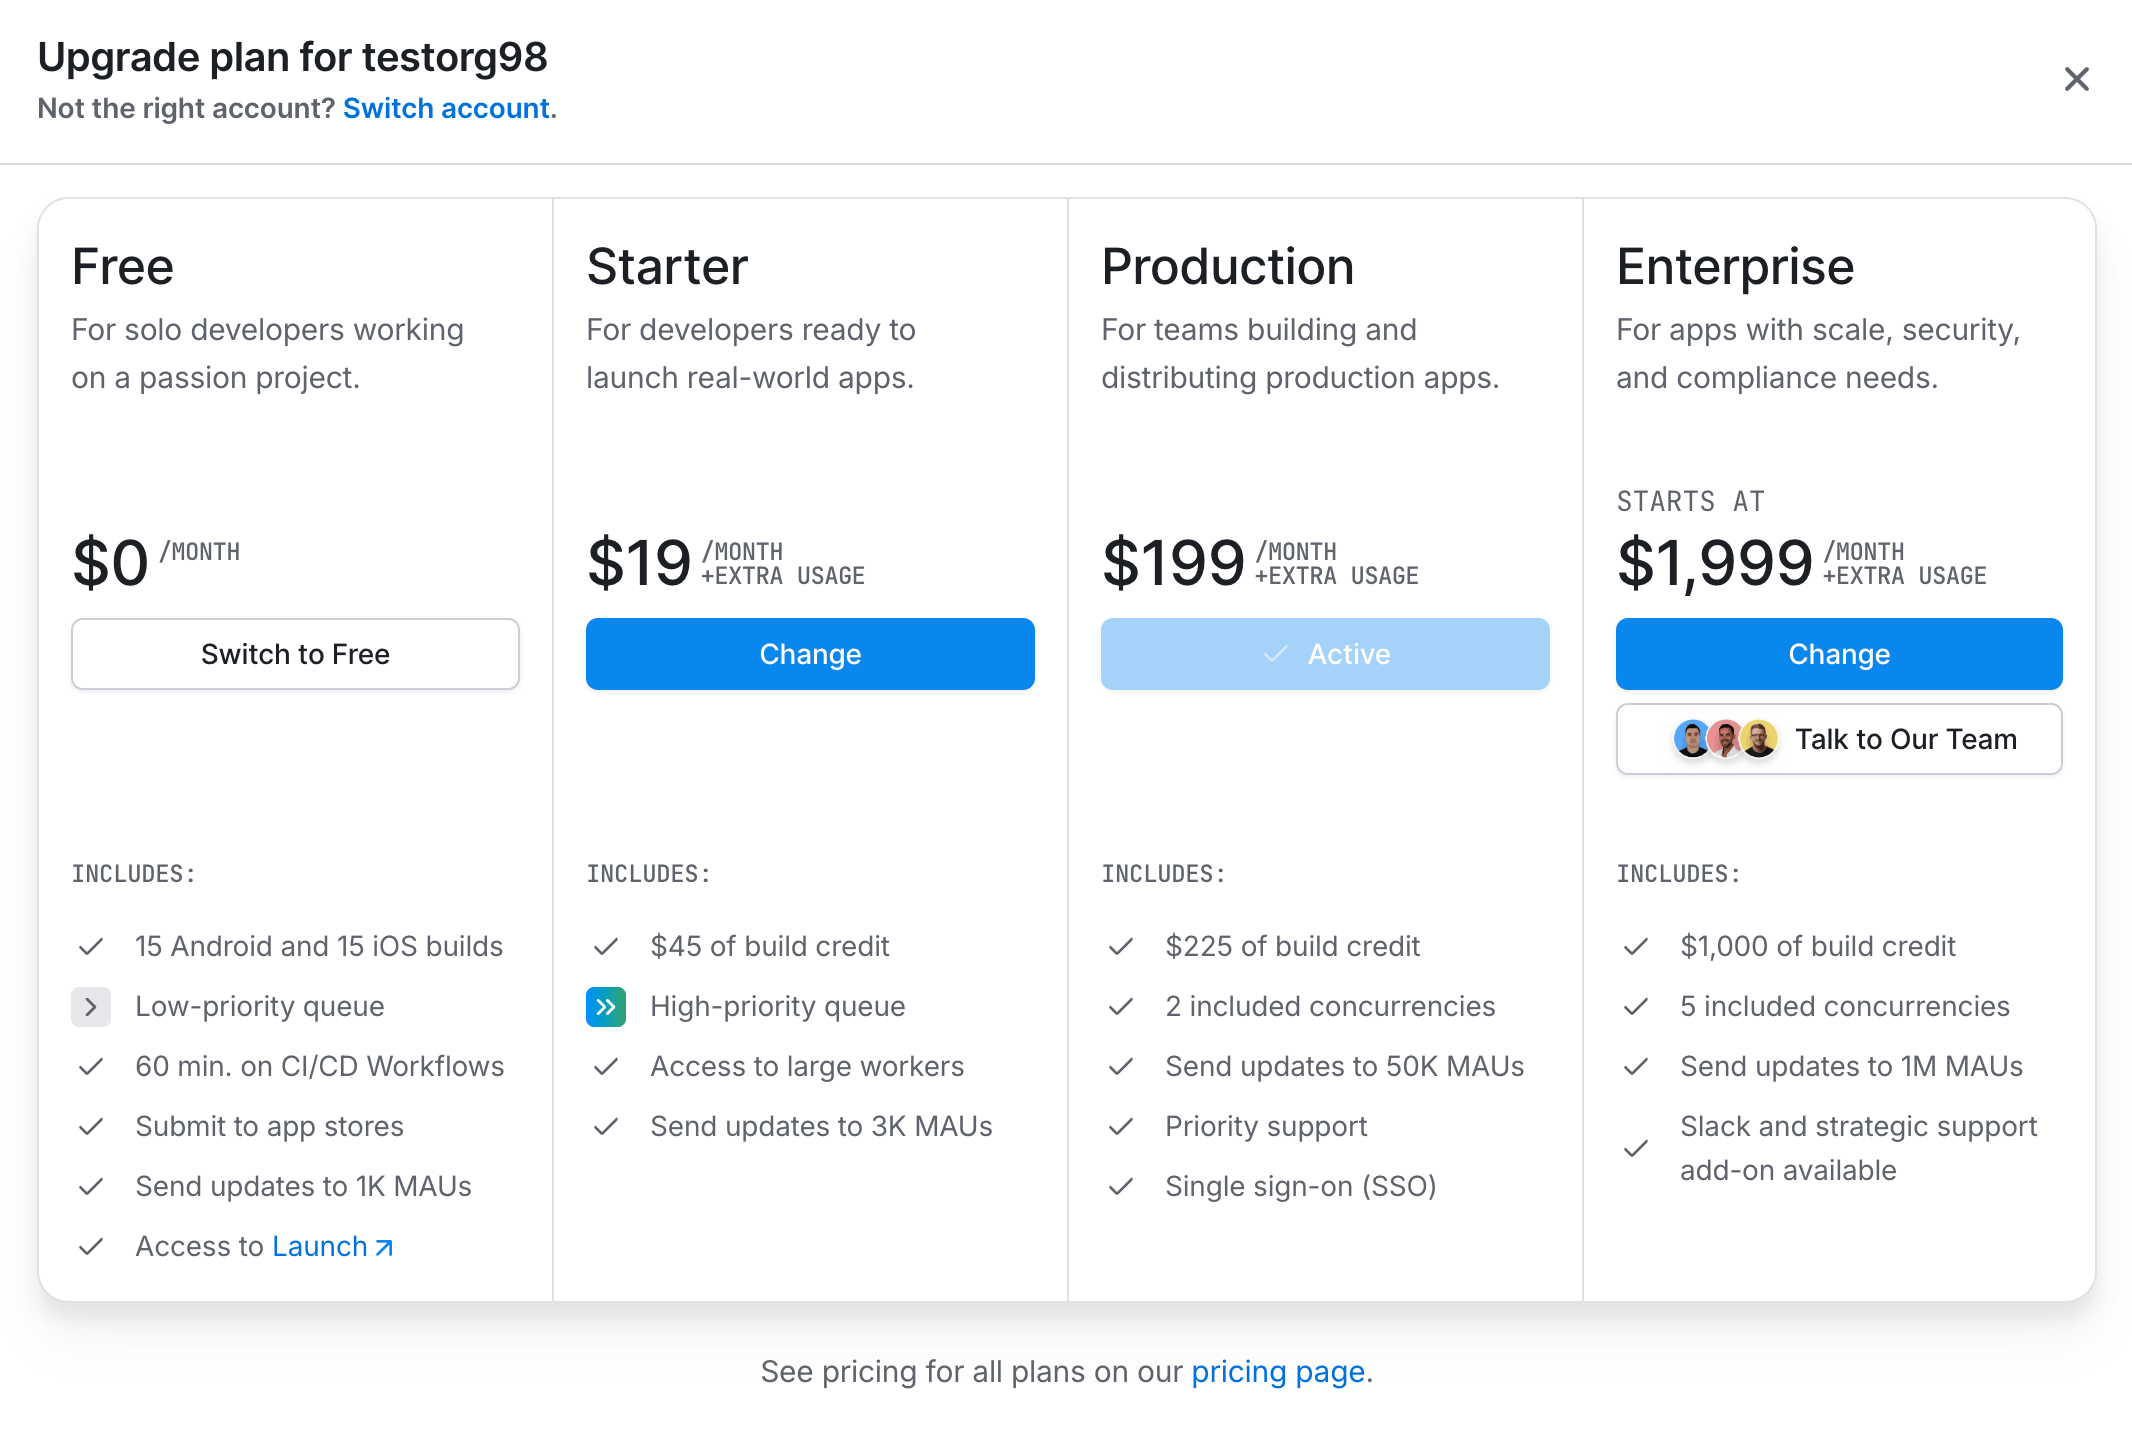 Upgrade plan for testorg98
Not the right account? Switch account.
Free
For solo developers working
on a passion project.
$0 /MONTH
Switch to Free
INCLUDES:
15 Android and 15 iOS builds
Low-priority queue
60 min. on CI/CD Workflows
Submit to app stores
Send updates to 1K MAUs
Access to Launch
Starter
For developers ready to
launch real-world apps.
$19 /MONTH
+EXTRA USAGE
Change
INCLUDES:
$45 of build credit
High-priority queue
Access to large workers
Send updates to 3K MAUs
Production
For teams building and
distributing production apps.
$199 /MONTH
+EXTRA USAGE
Active
INCLUDES:
$225 of build credit
2 included concurrencies
Send updates to 50K MAUs
Priority support
Single sign-on (SSO)
Enterprise
For apps with scale, security,
and compliance needs.
STARTS AT
$1,999 /MONTH
+EXTRA USAGE
Change
Talk to Our Team
INCLUDES:
$1,000 of build credit
5 included concurrencies
Send updates to 1M MAUs
Slack and strategic support
add-on available
See pricing for all plans on our pricing page.